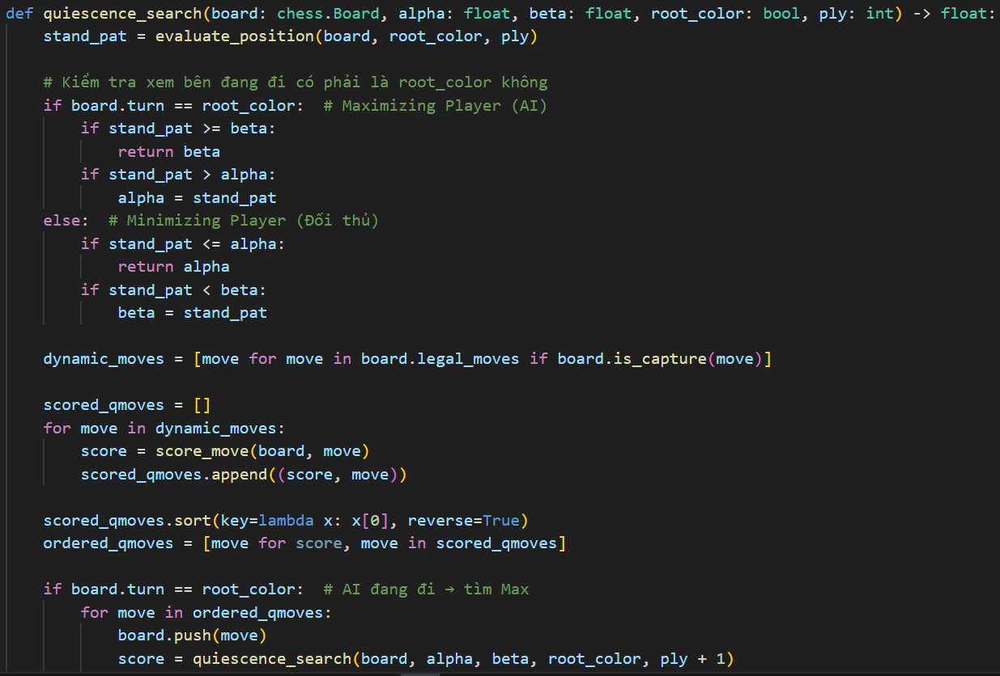 def quiescence_search(board: chess.Board, alpha: float, beta: float, root_color: bool, ply: int) -> float:
    stand_pat = evaluate_position(board, root_color, ply)

    # Kiểm tra xem bên đang đi có phải là root_color không
    if board.turn == root_color:  # Maximizing Player (AI)
        if stand_pat >= beta:
            return beta
        if stand_pat > alpha:
            alpha = stand_pat
    else:  # Minimizing Player (Đối thủ)
        if stand_pat <= alpha:
            return alpha
        if stand_pat < beta:
            beta = stand_pat

    dynamic_moves = [move for move in board.legal_moves if board.is_capture(move)]

    scored_qmoves = []
    for move in dynamic_moves:
        score = score_move(board, move)
        scored_qmoves.append((score, move))

    scored_qmoves.sort(key=lambda x: x[0], reverse=True)
    ordered_qmoves = [move for score, move in scored_qmoves]

    if board.turn == root_color:  # AI đang đi → tìm Max
        for move in ordered_qmoves:
            board.push(move)
            score = quiescence_search(board, alpha, beta, root_color, ply + 1)